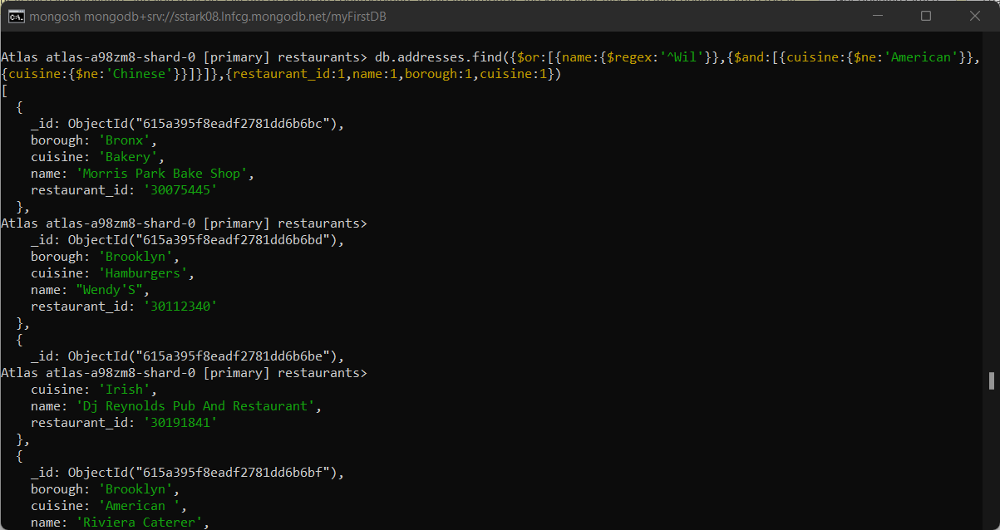 mongosh mongodb+srv://sstark08.lnfcg.mongodb.net/myFirstDB
Atlas atlas-a98zm8-shard-0 [primary] restaurants> db.addresses.find({$or:[{name:{$regex:'^Wil'}},{$and:[{cuisine:{$ne:'American'}},
{cuisine:{$ne:'Chinese'}}]}]},{restaurant_id:1,name:1,borough:1,cuisine:1})
[
  {
    _id: ObjectId("615a395f8eadf2781dd6b6bc"),
    borough: 'Bronx',
    cuisine: 'Bakery',
    name: 'Morris Park Bake Shop',
    restaurant_id: '30075445'
  },
Atlas atlas-a98zm8-shard-0 [primary] restaurants>
    _id: ObjectId("615a395f8eadf2781dd6b6bd"),
    borough: 'Brooklyn',
    cuisine: 'Hamburgers',
    name: "Wendy'S",
    restaurant_id: '30112340'
  },
  {
    _id: ObjectId("615a395f8eadf2781dd6b6be"),
Atlas atlas-a98zm8-shard-0 [primary] restaurants>
    cuisine: 'Irish',
    name: 'Dj Reynolds Pub And Restaurant',
    restaurant_id: '30191841'
  },
  {
    _id: ObjectId("615a395f8eadf2781dd6b6bf"),
    borough: 'Brooklyn',
    cuisine: 'American ',
    name: 'Riviera Caterer',